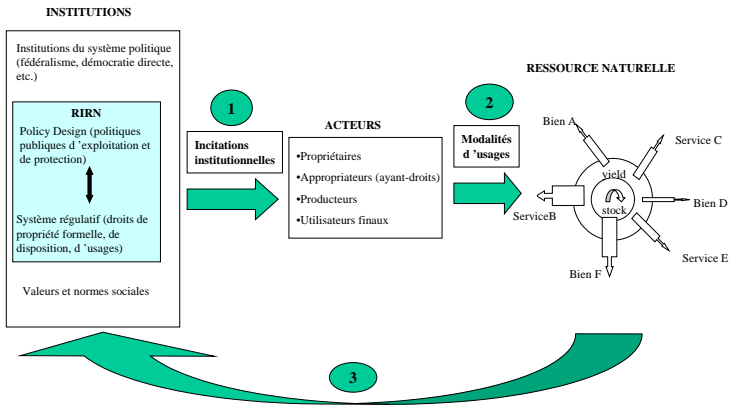 INSTITUTIONS
Institutions du système politique
(fédéralisme, démocratie directe,
etc.)
RIRN
Policy Design (politiques
publiques d 'exploitation et
de protection)
Système régulatif (droits de
propriété formelle, de
disposition, d 'usages)
Valeurs et normes sociales
1
Incitations
institutionnelles
ACTEURS
•Propriétaires
•Appropriateurs (ayant-droits)
•Producteurs
•Utilisateurs finaux
2
Modalités
d 'usages
RESSOURCE NATURELLE
Bien A
Service C
yield
Bien D
stock
ServiceB
Service E
Bien F
3